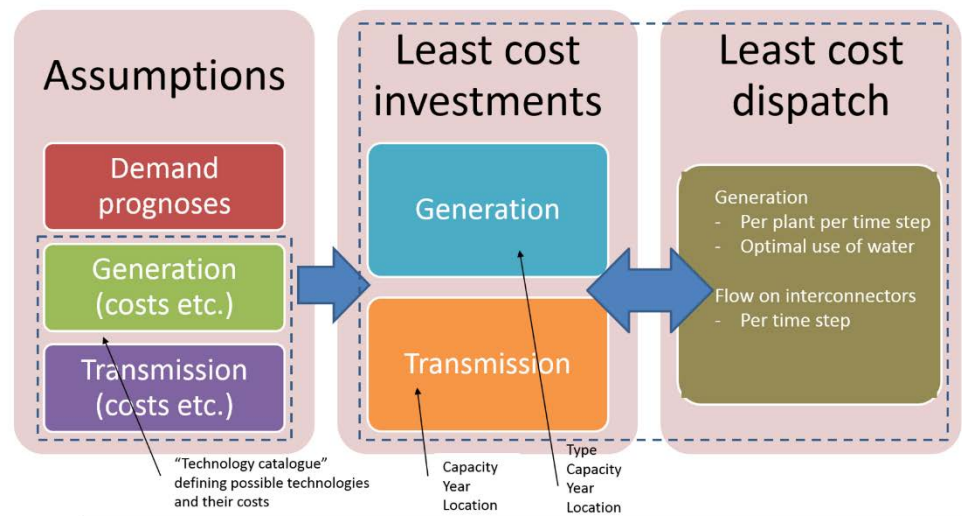 Assumptions
Demand
prognoses
Generation
(costs etc.)
Transmission
(costs etc.)
“Technology catalogue”
defining possible technologies
and their costs
Least cost
investments
Generation
Transmission
Capacity
Year
Location
Type
Capacity
Year
Location
Least cost
dispatch
Generation
- Per plant per time step
- Optimal use of water
Flow on interconnectors
- Per time step